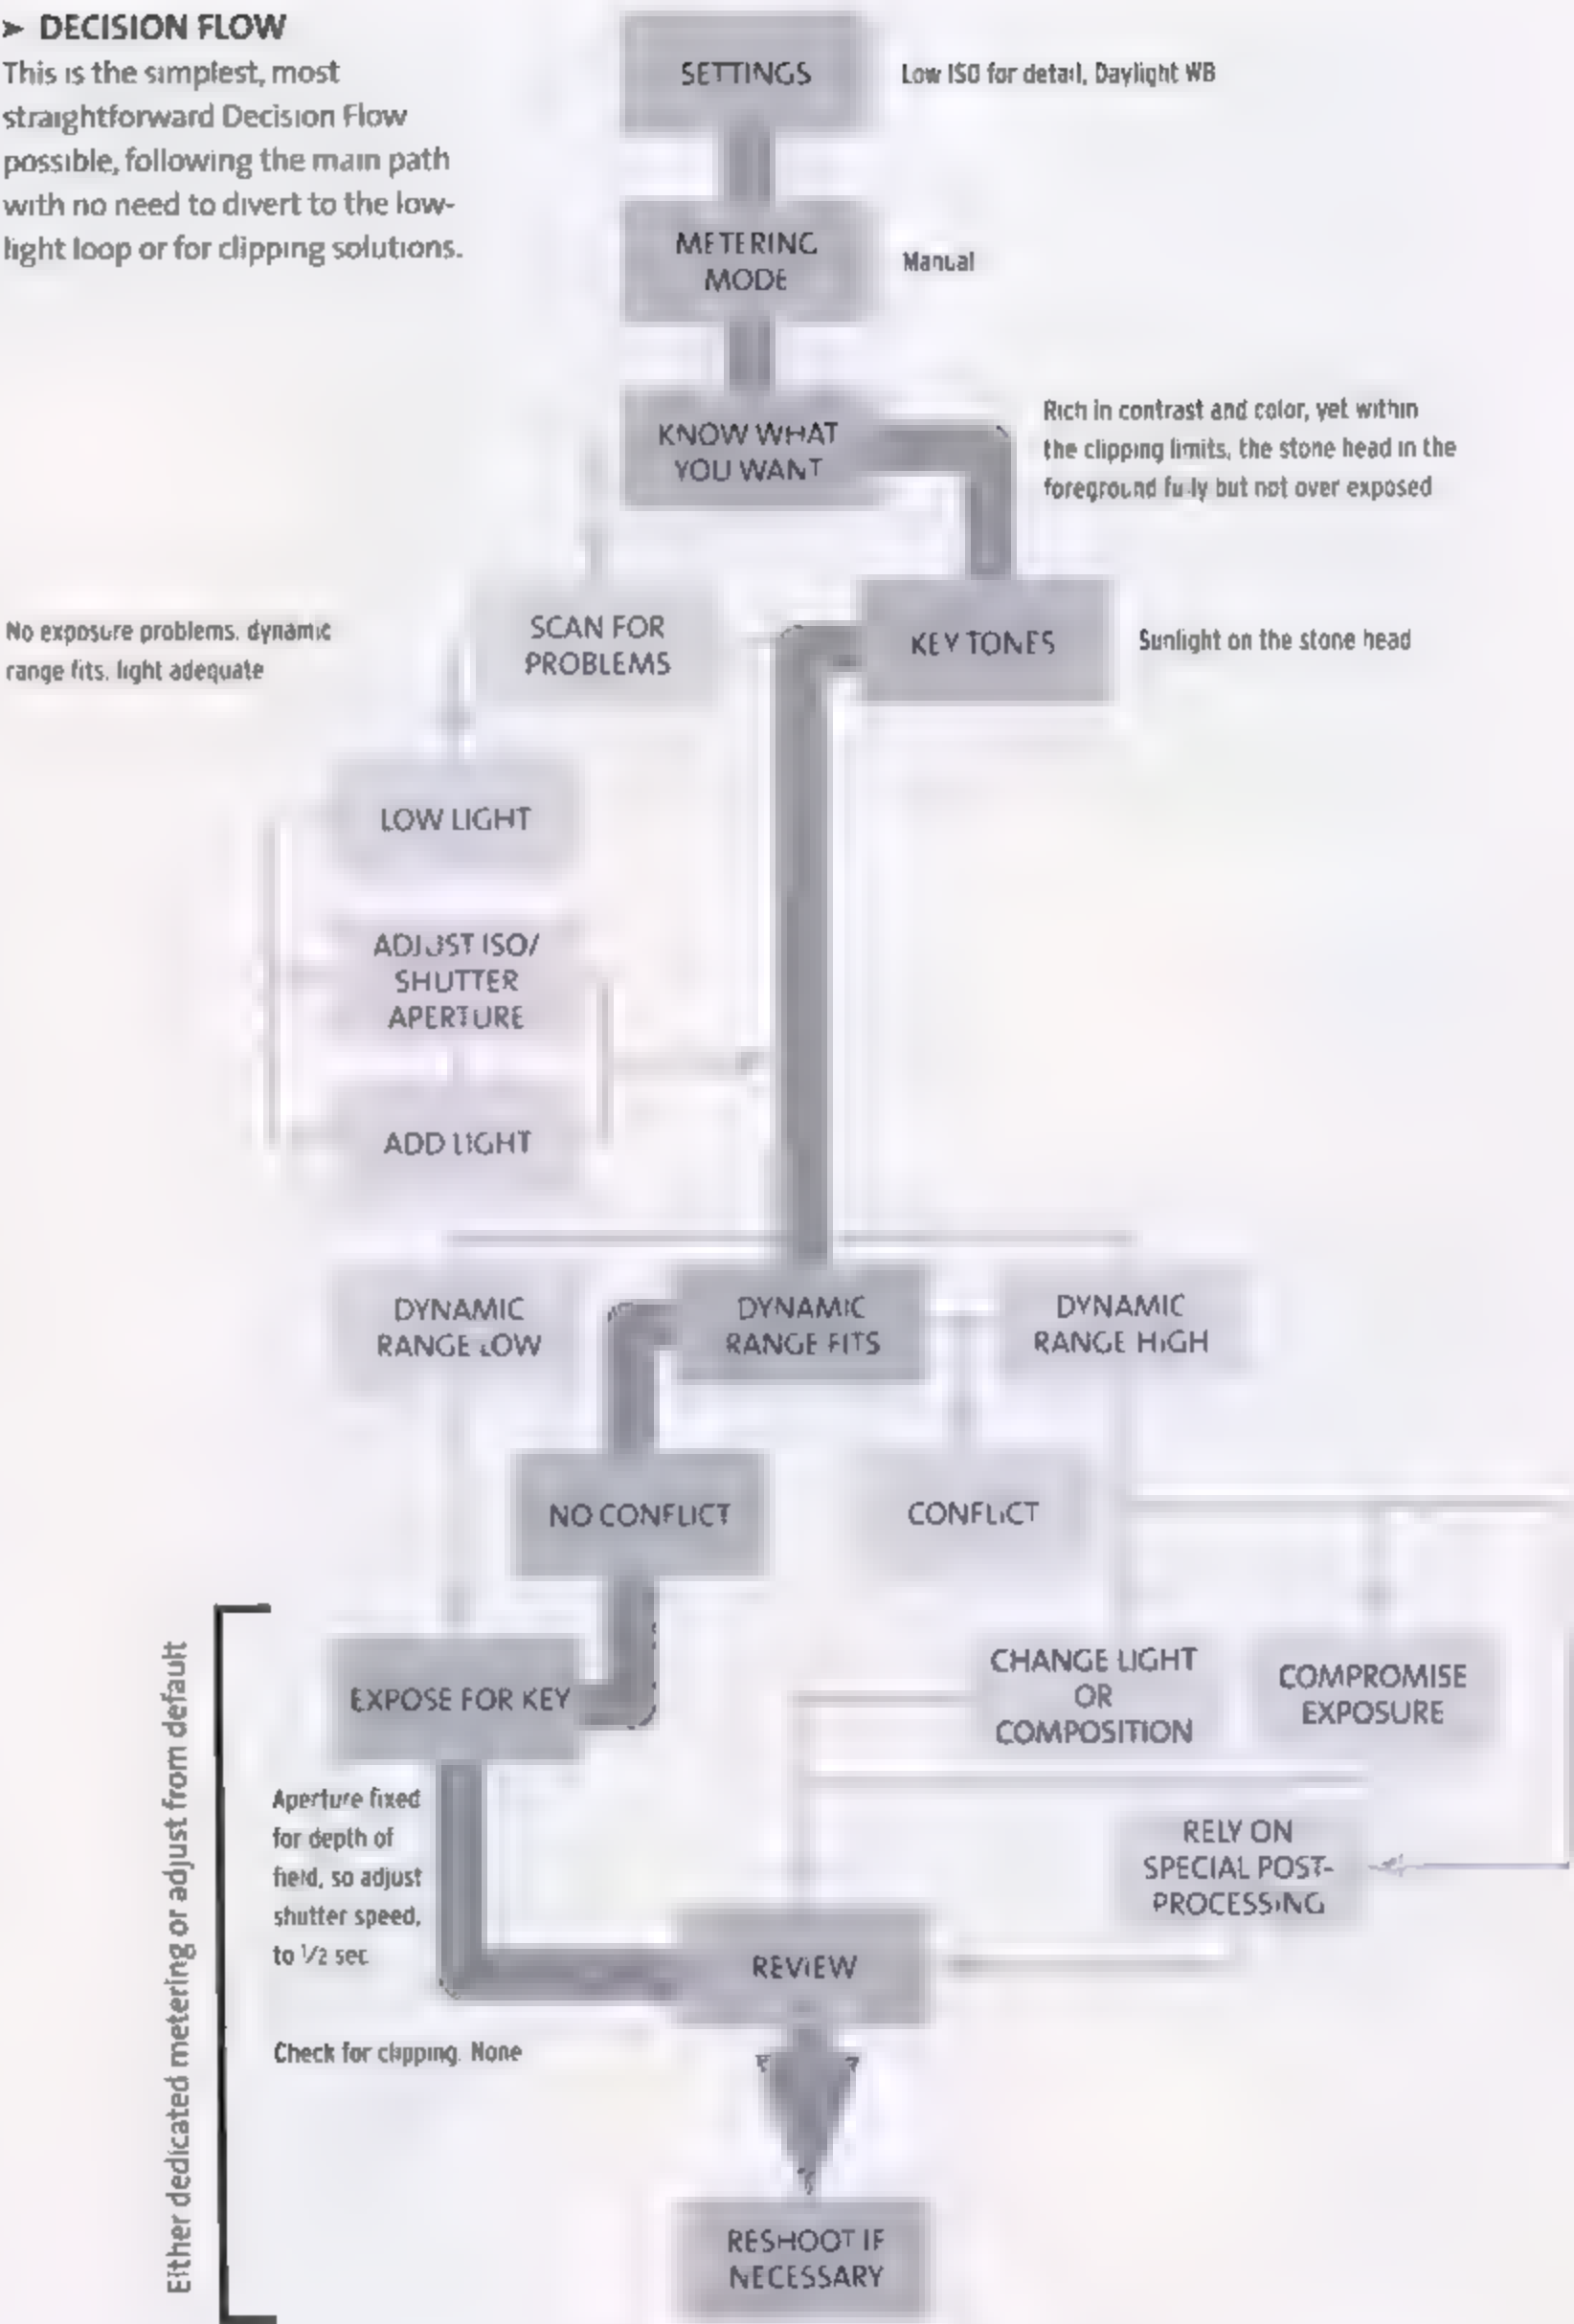 ➤ DECISION FLOW
This is the simplest, most
straightforward Decision Flow
possible, following the main path
with no need to divert to the low-
light loop or for clipping solutions.
SETTINGS
Low ISO for detail, Daylight WB
METERING
MODE
Manual
KNOW WHAT
YOU WANT
Rich in contrast and color, yet within
the clipping limits, the stone head in the
foreground fully but not over exposed
No exposure problems, dynamic
range fits, light adequate
SCAN FOR
PROBLEMS
KEY TONES
Sunlight on the stone head
LOW LIGHT
ADJUST ISO/
SHUTTER
APERTURE
ADD LIGHT
DYNAMIC
RANGE LOW
DYNAMIC
RANGE FITS
DYNAMIC
RANGE HIGH
NO CONFLICT
CONFLICT
Either dedicated metering or adjust from default
EXPOSE FOR KEY
CHANGE LIGHT
OR
COMPOSITION
COMPROMISE
EXPOSURE
Aperture fixed
for depth of
field, so adjust
shutter speed,
to ½ sec
RELY ON
SPECIAL POST-
PROCESSING
REVIEW
Check for clipping. None
RESHOOT IF
NECESSARY